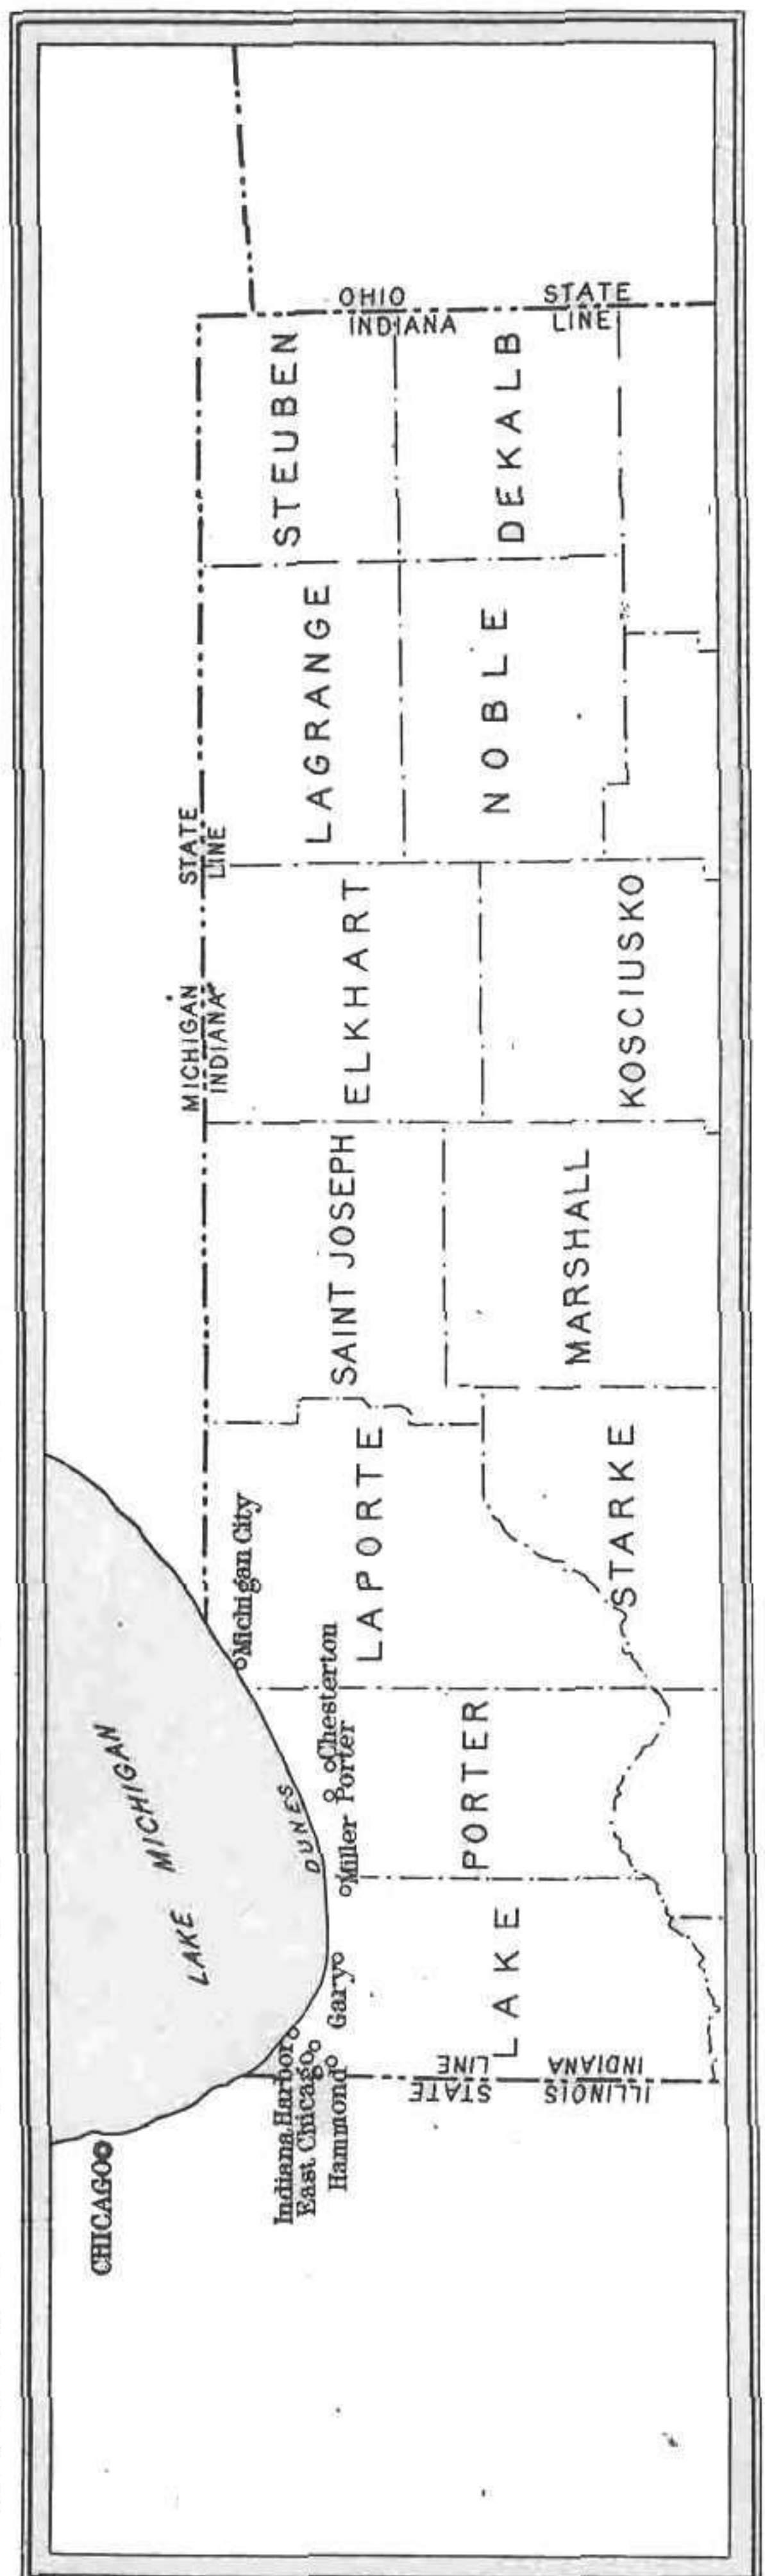 CHICAGO
LAKE MICHIGAN
DUNES
Indiana Harbor
East Chicago
Hammond
Gary
Miller
Porter
Chesterton
Michigan City
MICHIGAN STATE
INDIANA LINE
OHIO STATE
INDIANA LINE
ILLINOIS STATE
INDIANA LINE
LAKE
PORTER
LAPORTE
STARKE
SAINT JOSEPH
MARSHALL
ELKHART
KOSCIUSKO
LAGRANGE
NOBLE
STEUBEN
DEKALB